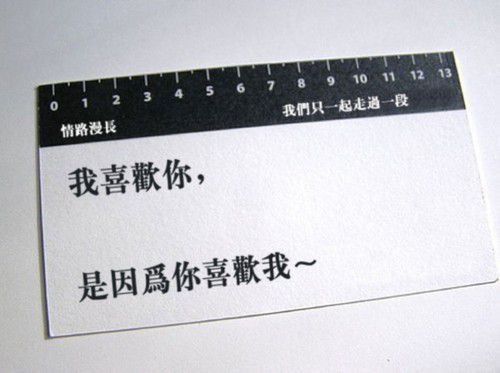 0 1 2 3 4 5 6 7 8 9 10 11 12 13
情路漫長 我們只一起走過一段
我喜歡你，
是因爲你喜歡我～